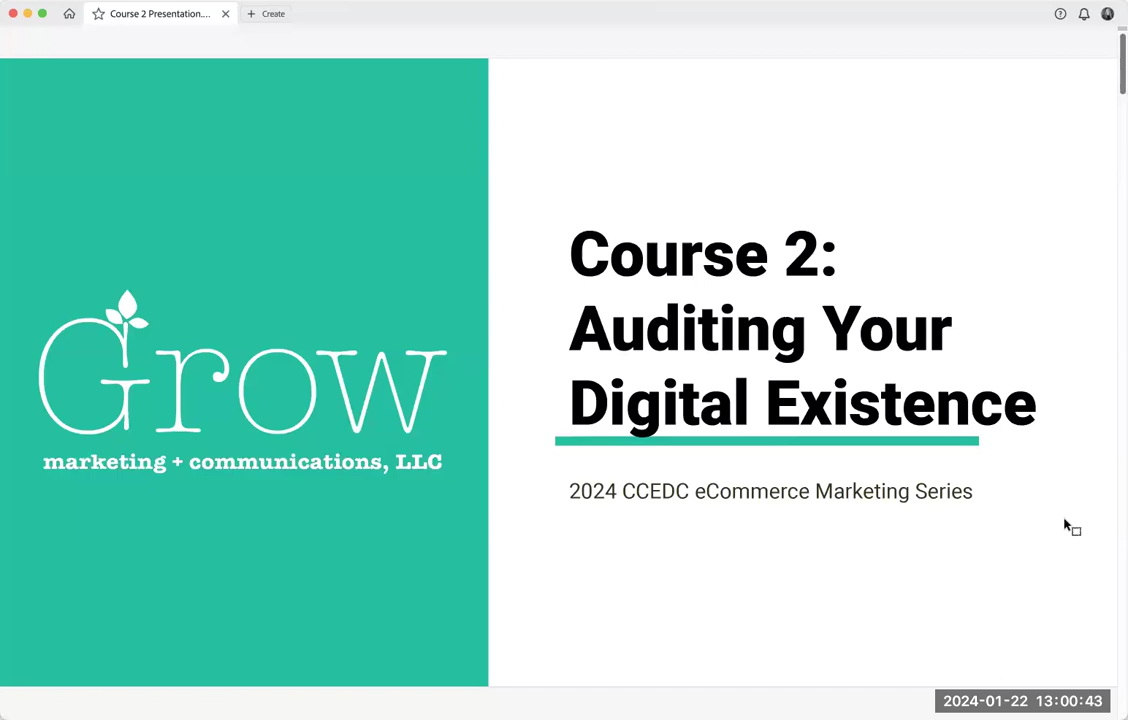 Course 2 Presentation....
Create
Grow
marketing + communications, LLC
Course 2:
Auditing Your
Digital Existence
2024 CCEDC eCommerce Marketing Series
2024-01-22 13:00:43